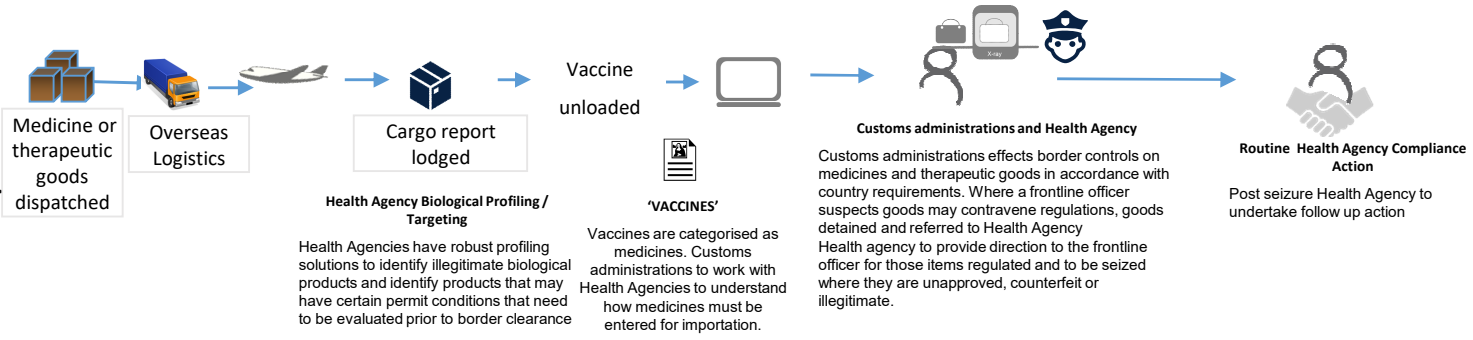 Medicine or
therapeutic
goods
dispatched
Overseas
Logistics
Cargo report
lodged
Vaccine
unloaded
X-ray
Health Agency Biological Profiling /
Targeting
Health Agencies have robust profiling
solutions to identify illegitimate biological
products and identify products that may
have certain permit conditions that need
to be evaluated prior to border clearance
‘VACCINES’
Vaccines are categorised as
medicines. Customs
administrations to work with
Health Agencies to understand
how medicines must be
entered for importation.
Customs administrations and Health Agency
Customs administrations effects border controls on
medicines and therapeutic goods in accordance with
country requirements. Where a frontline officer
suspects goods may contravene regulations, goods
detained and referred to Health Agency
Health agency to provide direction to the frontline
officer for those items regulated and to be seized
where they are unapproved, counterfeit or
illegitimate.
Routine Health Agency Compliance
Action
Post seizure Health Agency to
undertake follow up action